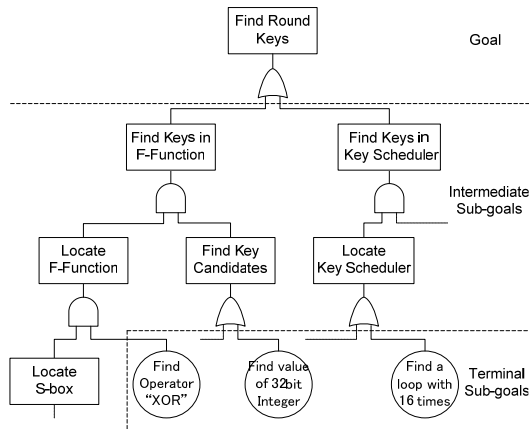 Find Round
Keys
Goal
Find Keys in
F-Function
Find Keys in
Key Scheduler
Intermediate
Sub-goals
Locate
F-Function
Find Key
Candidates
Locate
Key Scheduler
Locate
S-box
Find
Operator
“XOR”
Find value
of 32bit
Integer
Find a
loop with
16 times
Terminal
Sub-goals